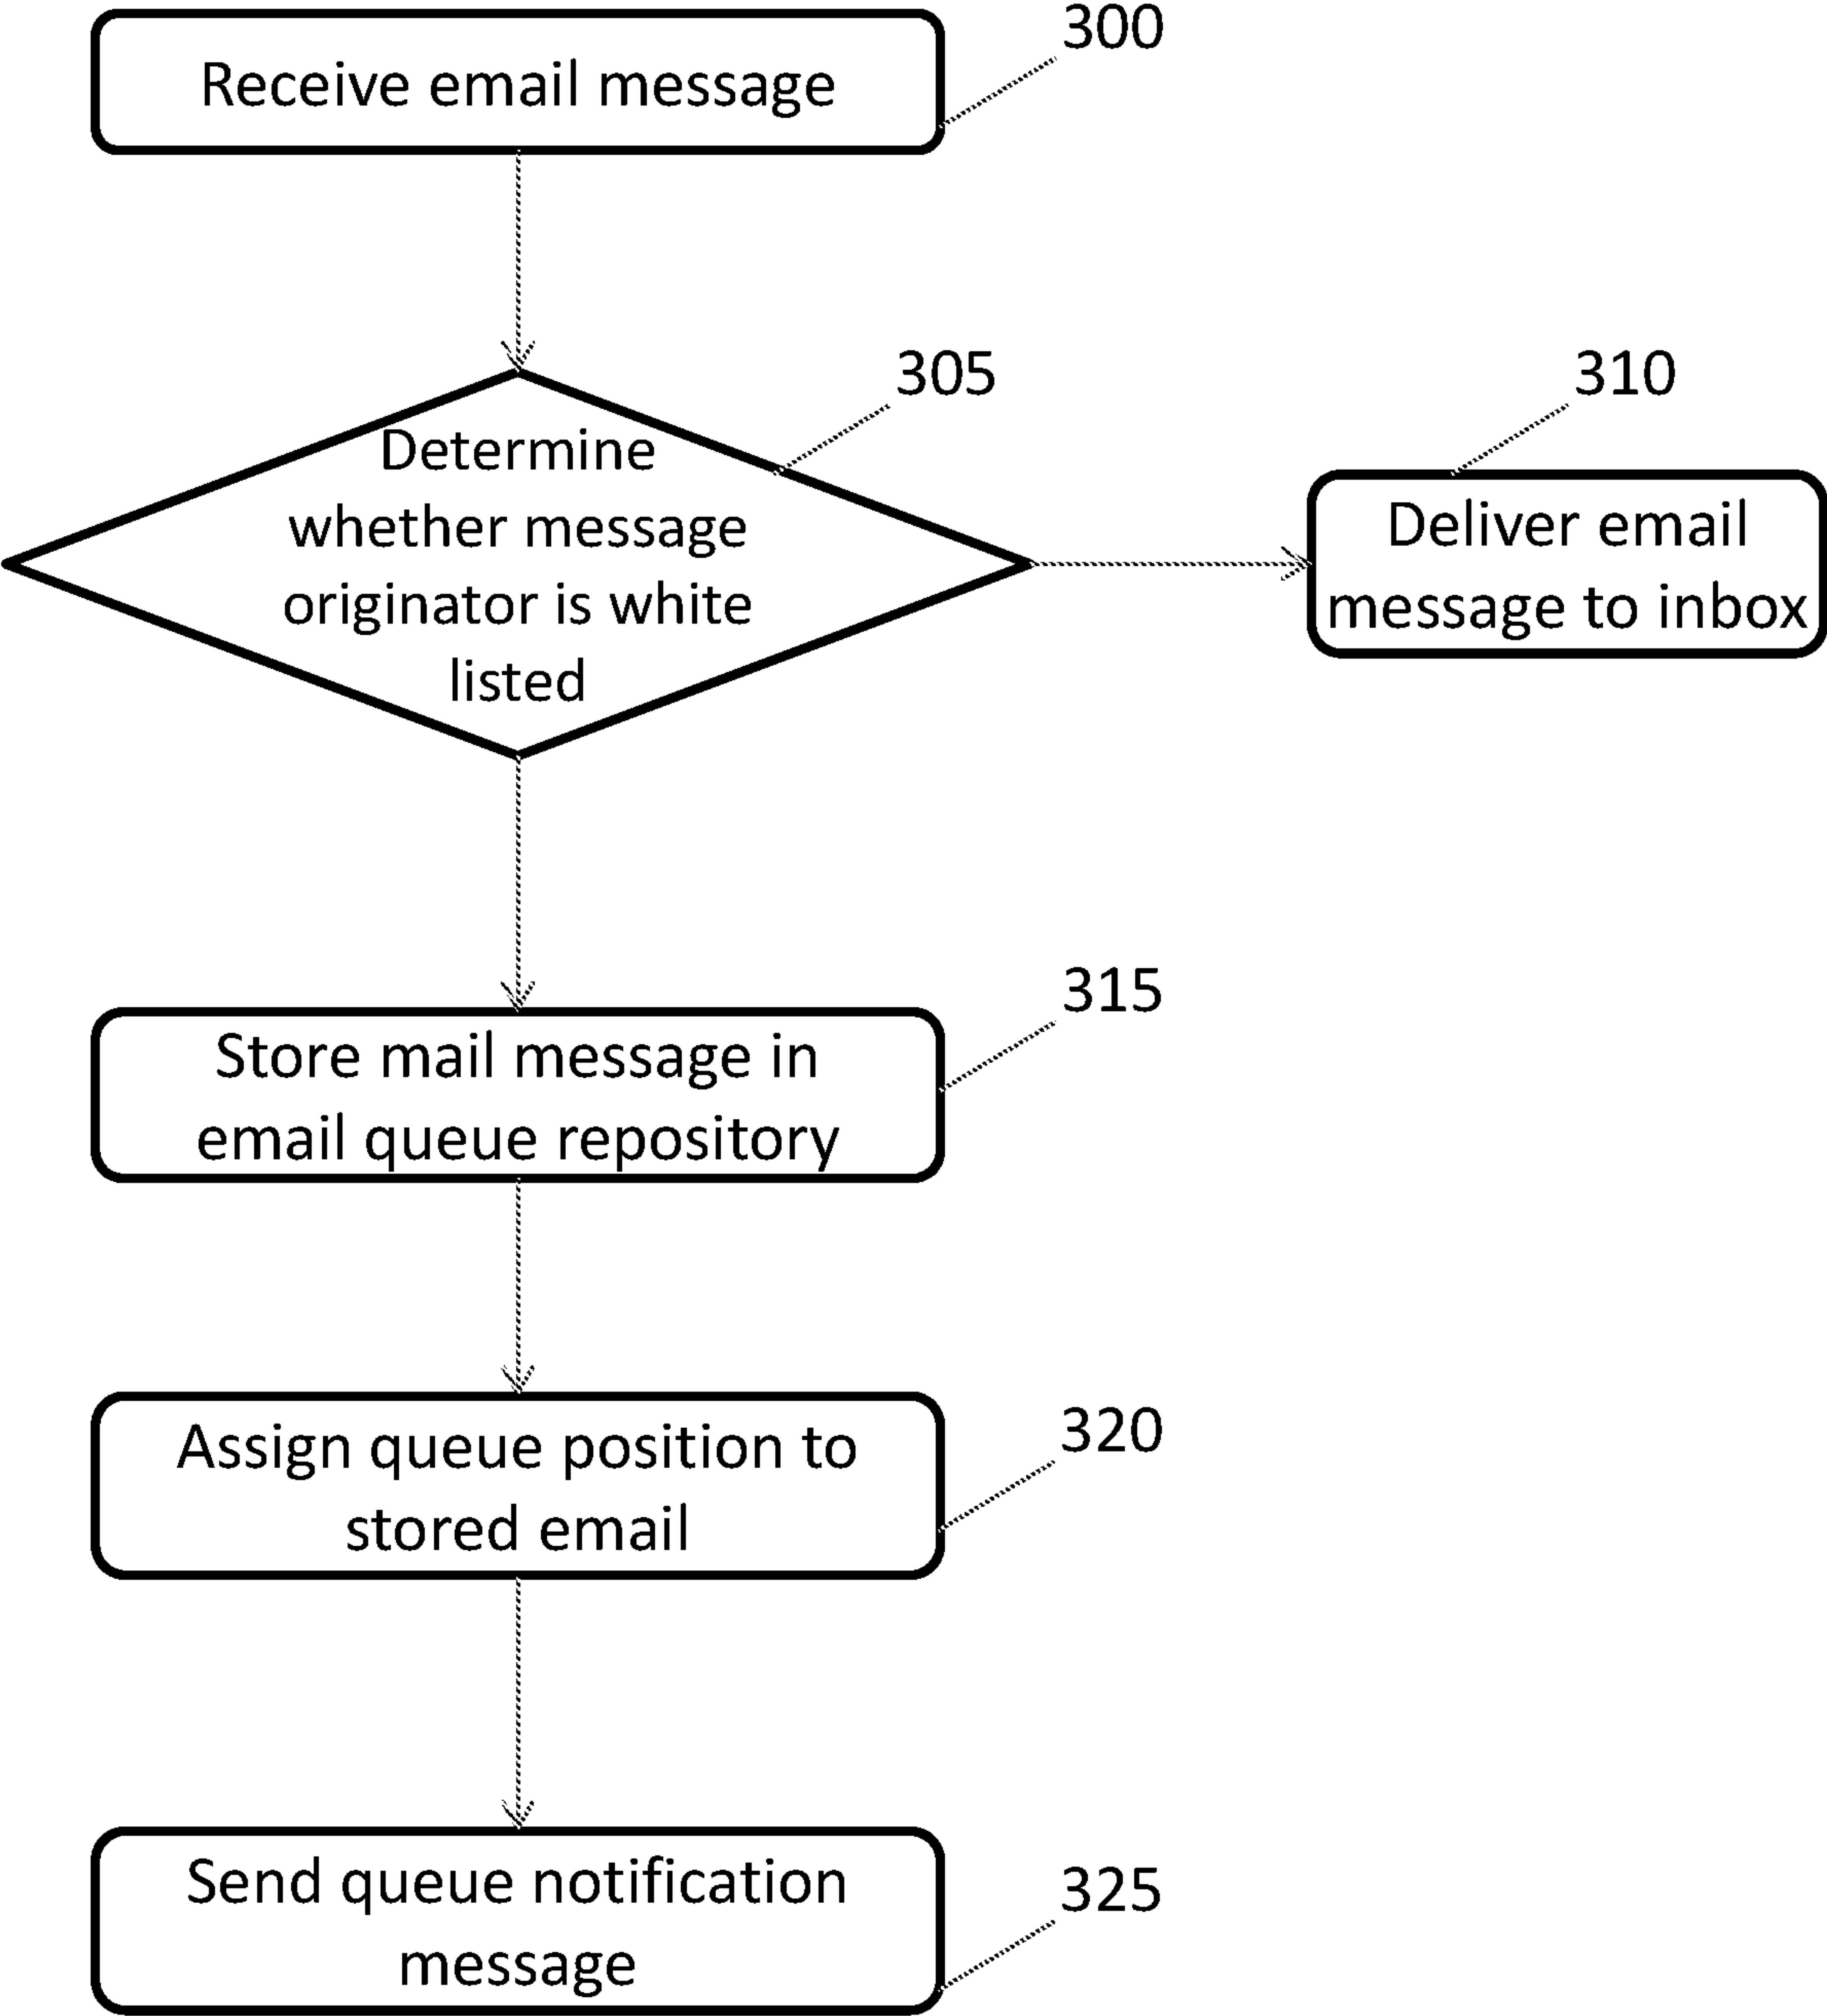 300
Receive email message
305
310
Determine
whether message
originator is white
listed
Deliver email
message to inbox
315
Store mail message in
email queue repository
320
Assign queue position to
stored email
325
Send queue notification
message